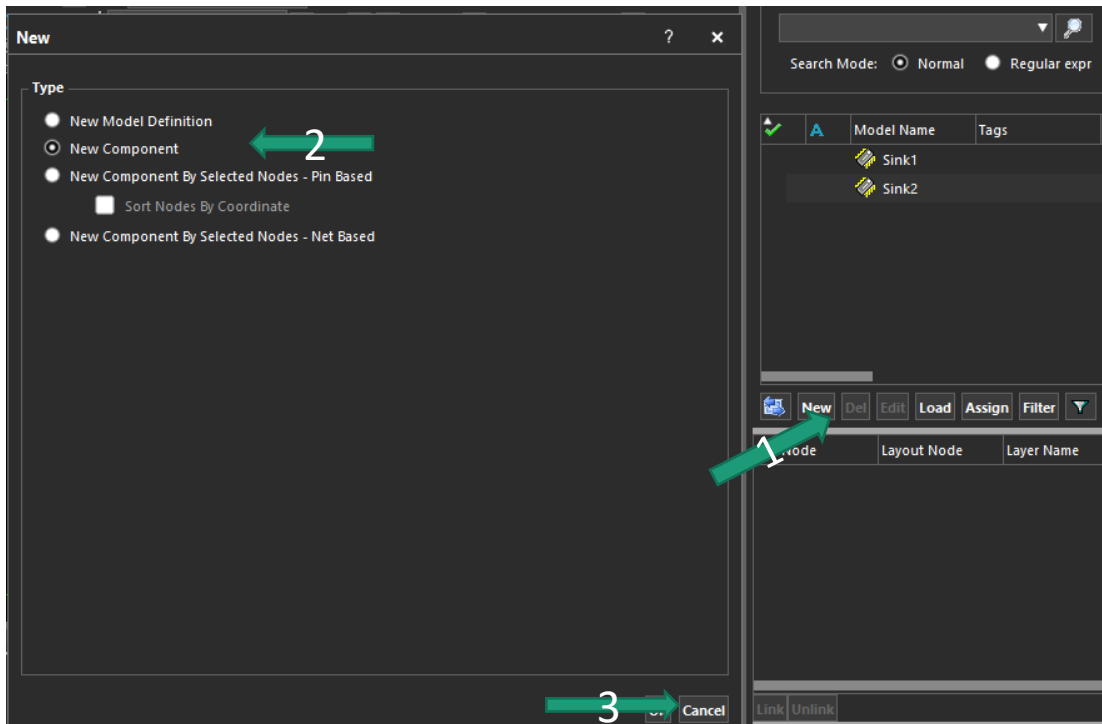 New
?
×
Type
New Model Definition
New Component
2
New Component By Selected Nodes - Pin Based
Sort Nodes By Coordinate
New Component By Selected Nodes - Net Based
3
Cancel
Search Mode: Normal Regular expr
A Model Name Tags
Sink1
Sink2
New Del Edit Load Assign Filter
1
Node Layout Node Layer Name
Link Unlink